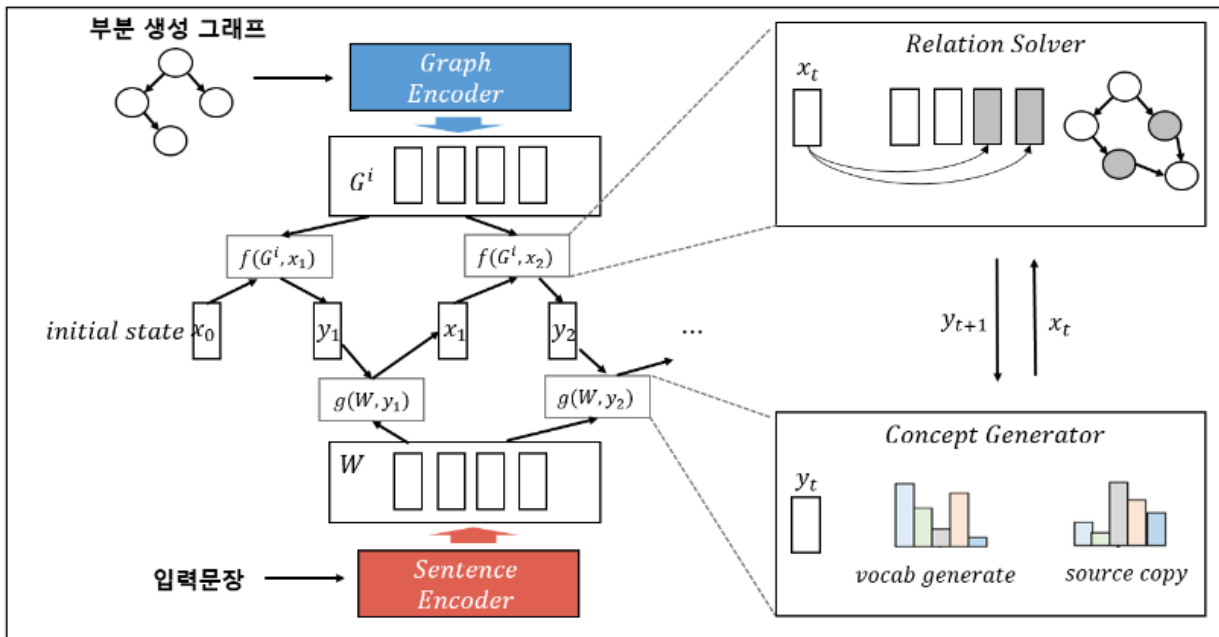 부분 생성 그래프
Graph
Encoder
G^i
f(G^i, x_1)
f(G^i, x_2)
initial state x_0
y_1
x_1
y_2
...
g(W, y_1)
g(W, y_2)
W
입력문장
Sentence
Encoder
Relation Solver
x_t
y_{t+1}
x_t
Concept Generator
y_t
vocab generate
source copy